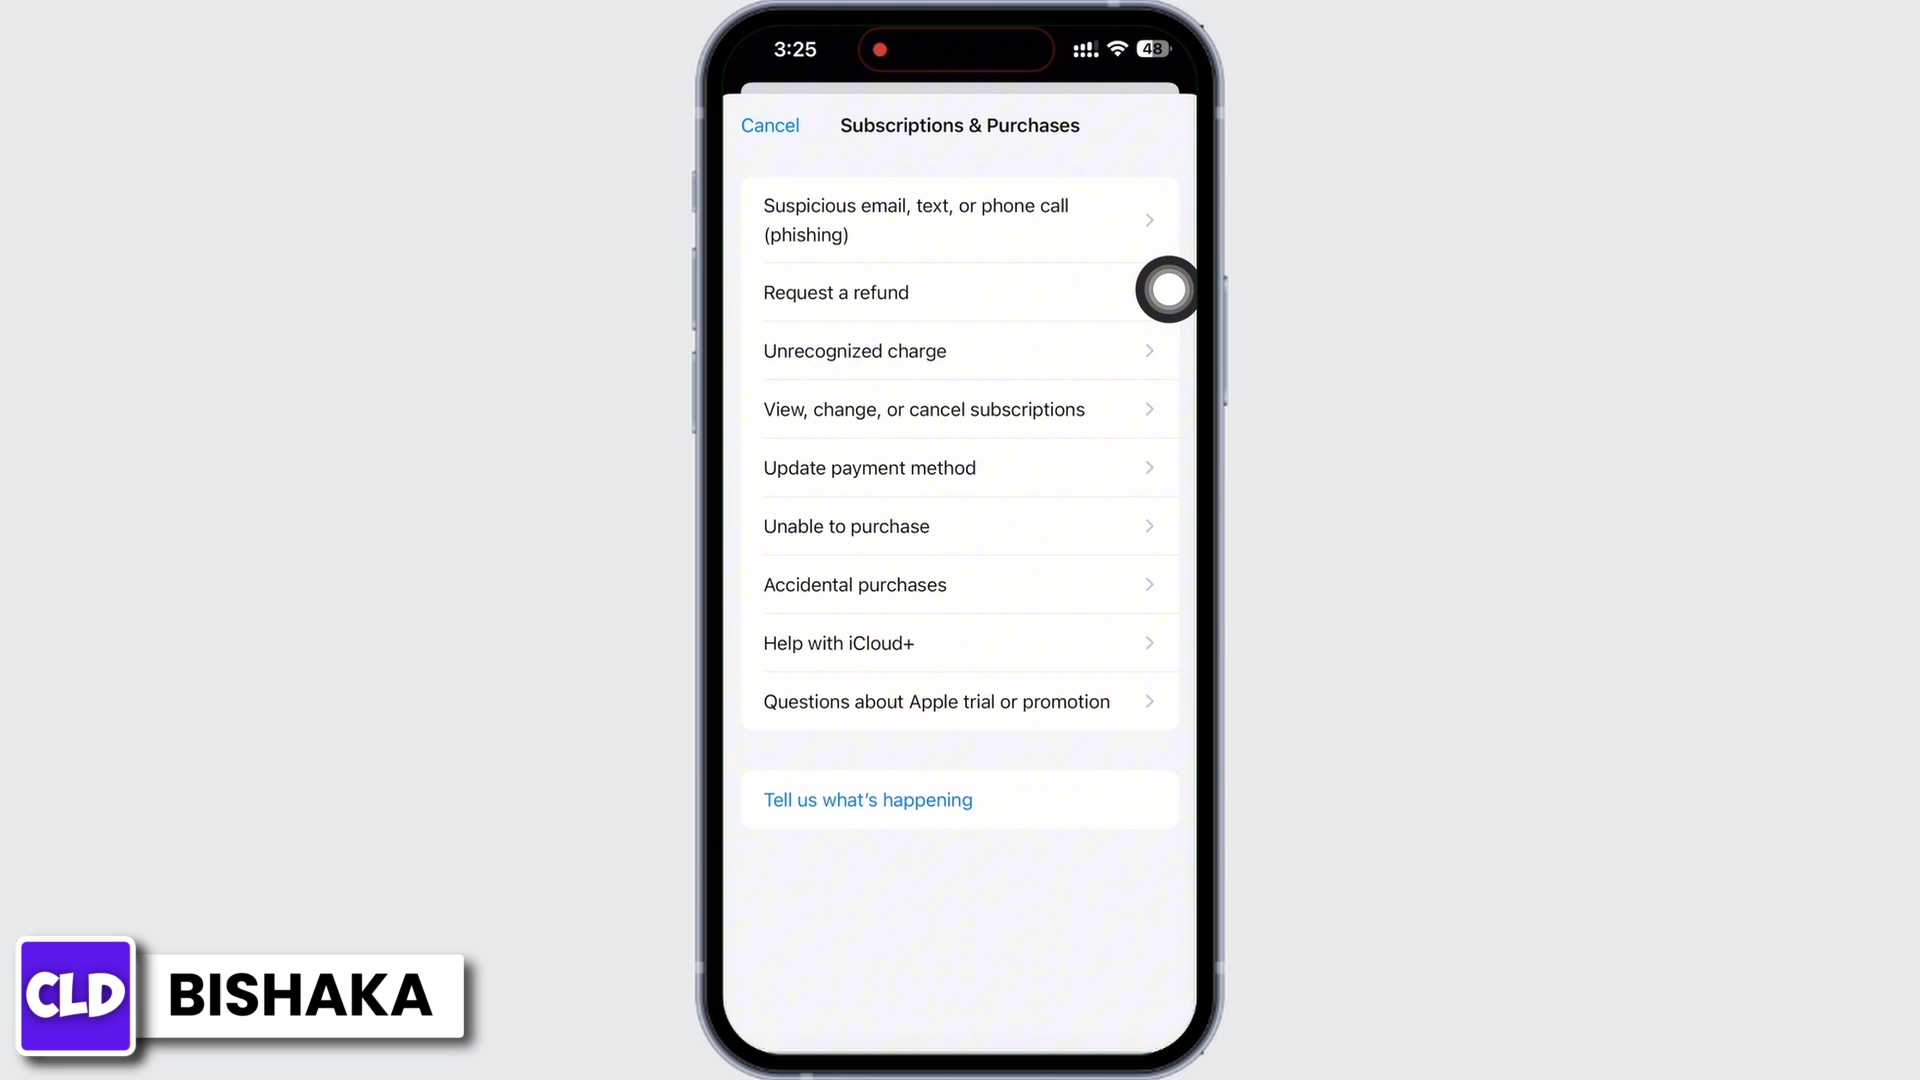 3:25
48
Cancel
Subscriptions & Purchases
Suspicious email, text, or phone call
(phishing)
Request a refund
Unrecognized charge
View, change, or cancel subscriptions
Update payment method
Unable to purchase
Accidental purchases
Help with iCloud+
Questions about Apple trial or promotion
Tell us what’s happening
CLD
BISHAKA